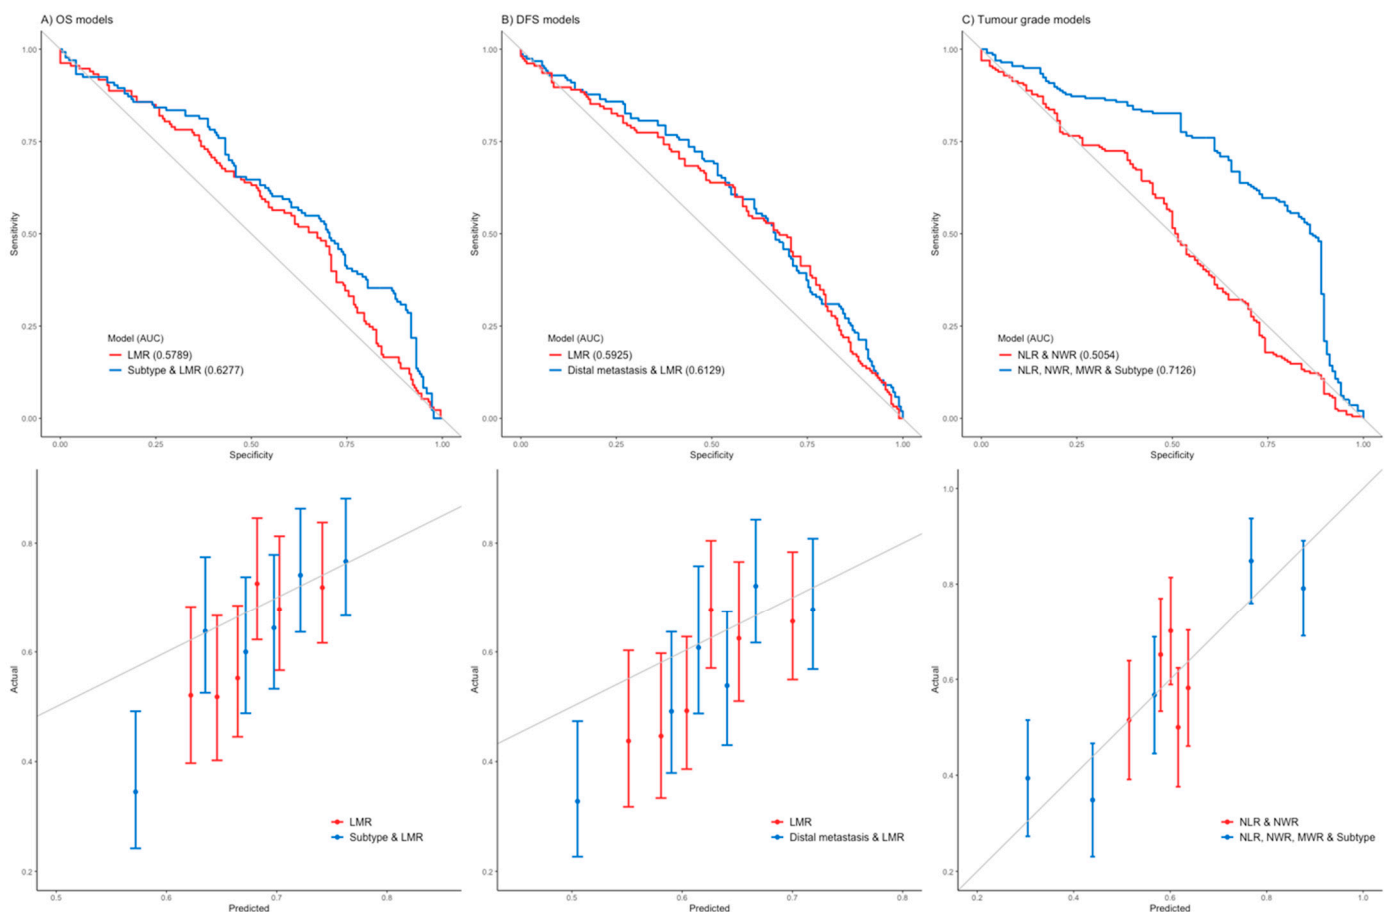 A) OS models
1.00
0.75
0.50
0.25
0.00
Sensitivity
Model (AUC)
LMR (0.5789)
Subtype & LMR (0.6277)
0.00 0.25 0.50 0.75 1.00
Specificity
B) DFS models
1.00
0.75
0.50
0.25
0.00
Sensitivity
Model (AUC)
LMR (0.5925)
Distal metastasis & LMR (0.6129)
0.00 0.25 0.50 0.75 1.00
Specificity
C) Tumour grade models
1.00
0.75
0.50
0.25
0.00
Sensitivity
Model (AUC)
NLR & NWR (0.5054)
NLR, NWR, MWR & Subtype (0.7126)
0.00 0.25 0.50 0.75 1.00
Specificity
0.8
0.6
0.4
0.2
Actual
LMR
Subtype & LMR
0.5 0.6 0.7 0.8
Predicted
0.8
0.6
0.4
0.2
Actual
LMR
Distal metastasis & LMR
0.5 0.6 0.7 0.8
Predicted
1.0
0.8
0.6
0.4
0.2
Actual
NLR & NWR
NLR, NWR, MWR & Subtype
0.2 0.4 0.6 0.8 1.0
Predicted